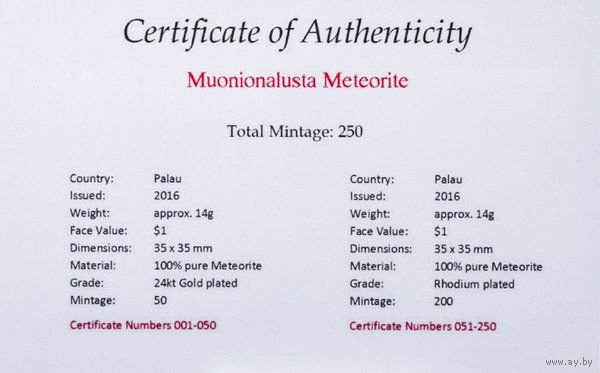 Certificate of Authenticity
Muonionalusta Meteorite
Total Mintage: 250
Country: Palau
Issued: 2016
Weight: approx. 14g
Face Value: $1
Dimensions: 35 x 35 mm
Material: 100% pure Meteorite
Grade: 24kt Gold plated
Mintage: 50
Certificate Numbers 001-050
Country: Palau
Issued: 2016
Weight: approx. 14g
Face Value: $1
Dimensions: 35 x 35 mm
Material: 100% pure Meteorite
Grade: Rhodium plated
Mintage: 200
Certificate Numbers 051-250
www.ay.by